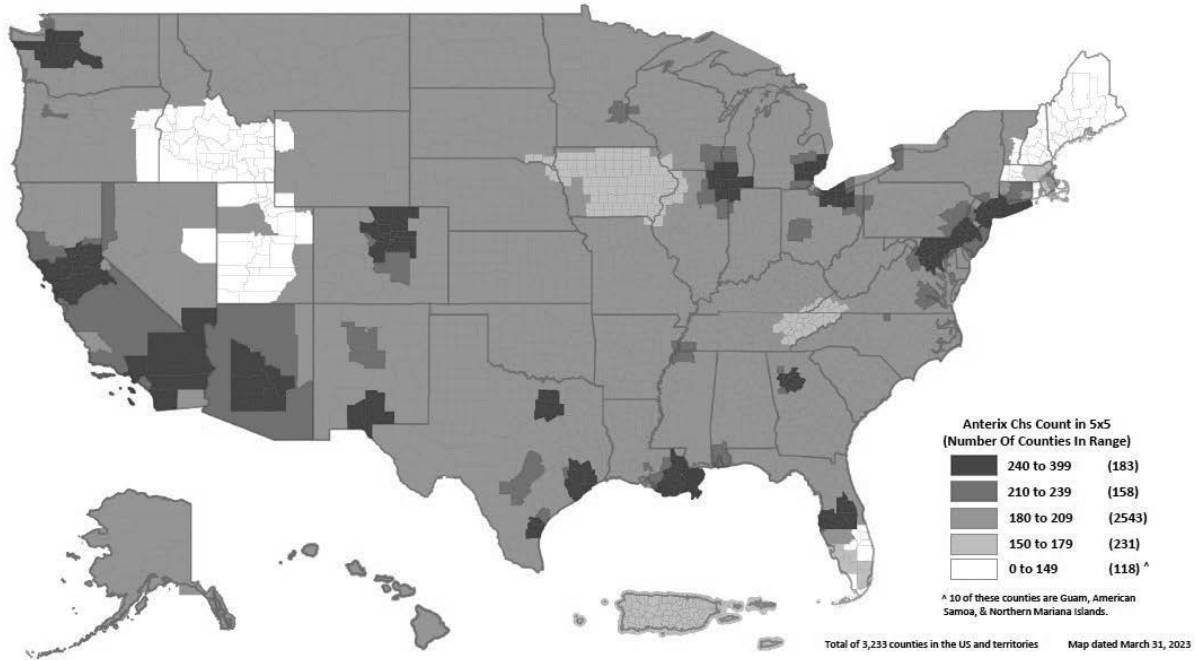 Anterix Chs Count in 5x5
(Number Of Counties In Range)
240 to 399 (183)
210 to 239 (158)
180 to 209 (2543)
150 to 179 (231)
0 to 149 (118) ^
^ 10 of these counties are Guam, American
Samoa, & Northern Mariana Islands.
Total of 3,233 counties in the US and territories Map dated March 31, 2023